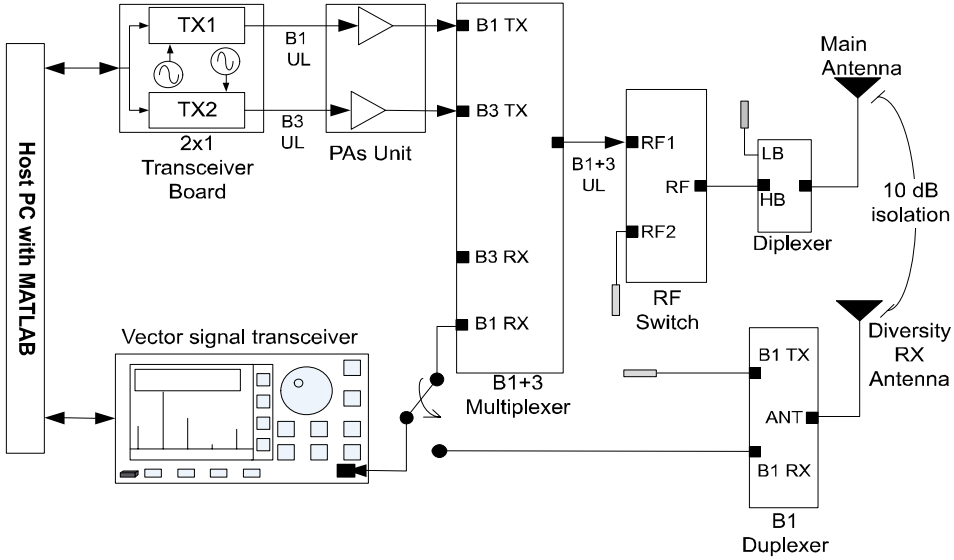 Host PC with MATLAB
TX1
TX2
2x1
Transceiver
Board
B1
UL
B3
UL
PAs Unit
B1 TX
B3 TX
B3 RX
B1 RX
B1+3
Multiplexer
B1+3
UL
RF1
RF
RF2
RF
Switch
LB
HB
Diplexer
Main
Antenna
10 dB
isolation
Diversity
RX
Antenna
B1 TX
ANT
B1 RX
B1
Duplexer
Vector signal transceiver